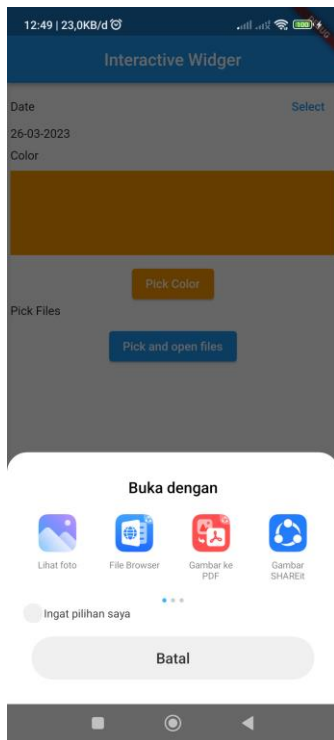 12:49 | 23,0KB/d
Interactive Widger
Date Select
26-03-2023
Color
Pick Color
Pick Files
Pick and open files
Buka dengan
Lihat foto File Browser Gambar ke PDF Gambar SHAREit
Ingat pilihan saya
Batal